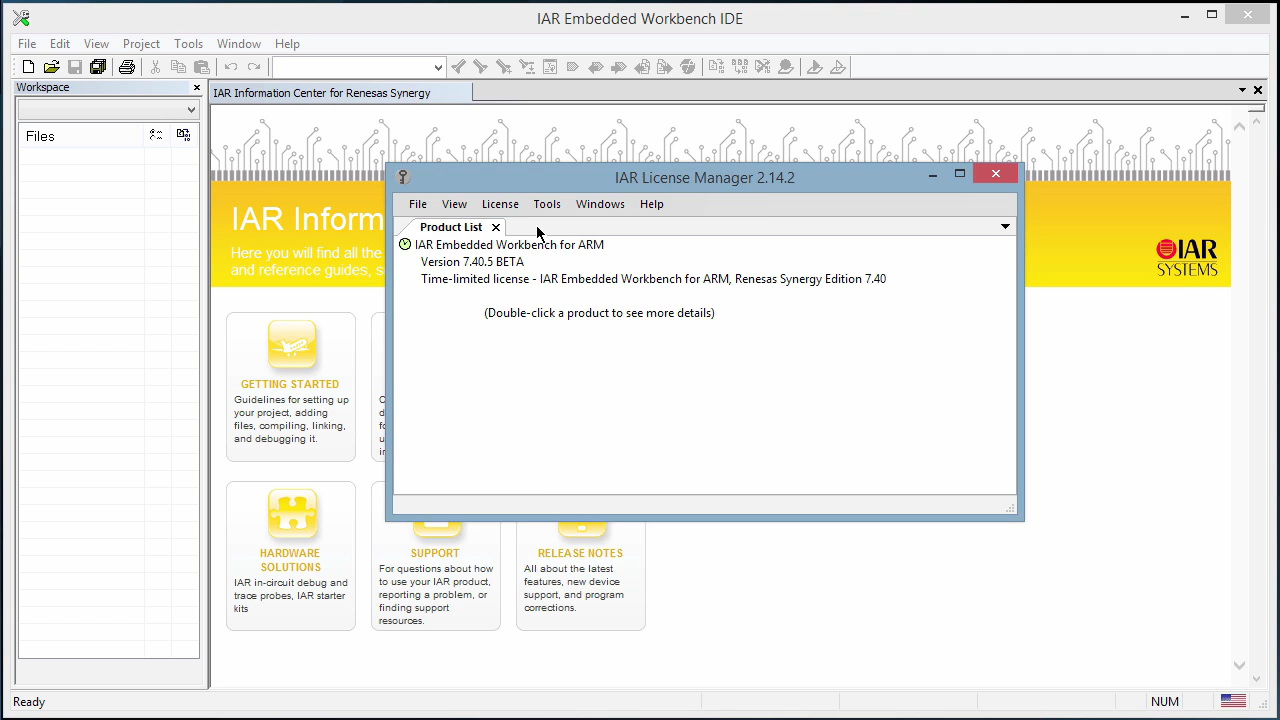 IAR Embedded Workbench IDE
File Edit View Project Tools Window Help
Workspace
Files
IAR Information Center for Renesas Synergy
IAR Inform
Here you will find all the
and reference guides, s
IAR
SYSTEMS
IAR License Manager 2.14.2
File View License Tools Windows Help
Product List
IAR Embedded Workbench for ARM
Version 7.40.5 BETA
Time-limited license - IAR Embedded Workbench for ARM, Renesas Synergy Edition 7.40
(Double-click a product to see more details)
GETTING STARTED
Guidelines for setting up
your project, adding
files, compiling, linking,
and debugging it.
HARDWARE
SOLUTIONS
IAR in-circuit debug and
trace probes, IAR starter
kits
SUPPORT
For questions about how
to use your IAR product,
reporting a problem, or
finding support
resources.
RELEASE NOTES
All about the latest
features, new device
support, and program
corrections.
Ready
NUM